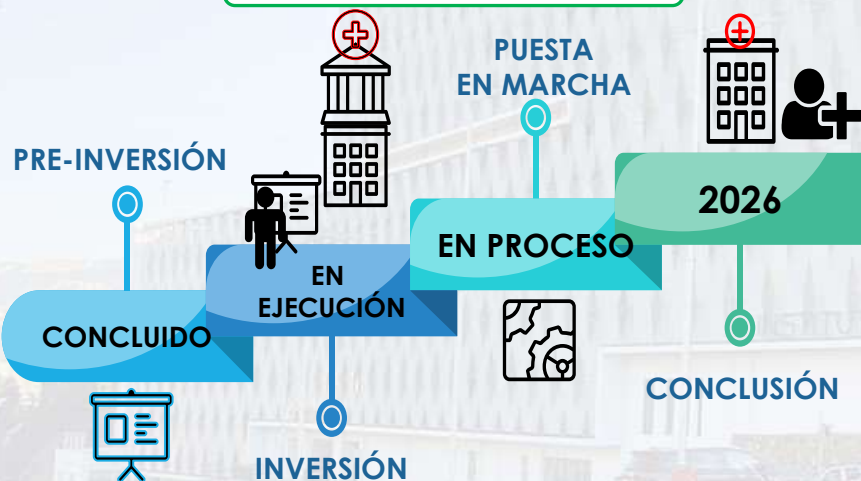 PUESTA
EN MARCHA
PRE-INVERSIÓN
2026
EN PROCESO
EN
EJECUCIÓN
CONCLUIDO
CONCLUSIÓN
INVERSIÓN